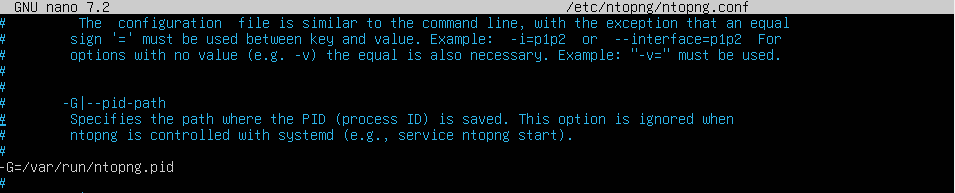 GNU nano 7.2 /etc/ntopng/ntopng.conf
# The configuration file is similar to the command line, with the exception that an equal
# sign '=' must be used between key and value. Example: -i=p1p2 or --interface=p1p2 For
# options with no value (e.g. -v) the equal is also necessary. Example: "-v=" must be used.
#
#
# -G|--pid-path
# Specifies the path where the PID (process ID) is saved. This option is ignored when
# ntopng is controlled with systemd (e.g., service ntopng start).
#
-G=/var/run/ntopng.pid
#